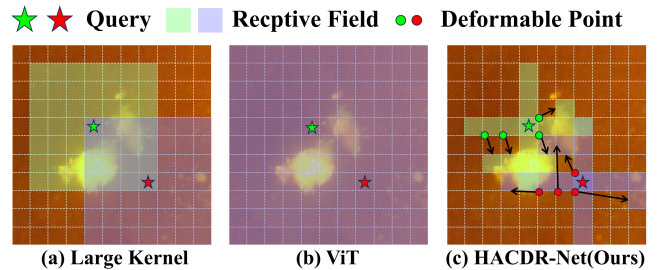 Query Recptive Field Deformable Point
(a) Large Kernel (b) ViT (c) HACDR-Net(Ours)